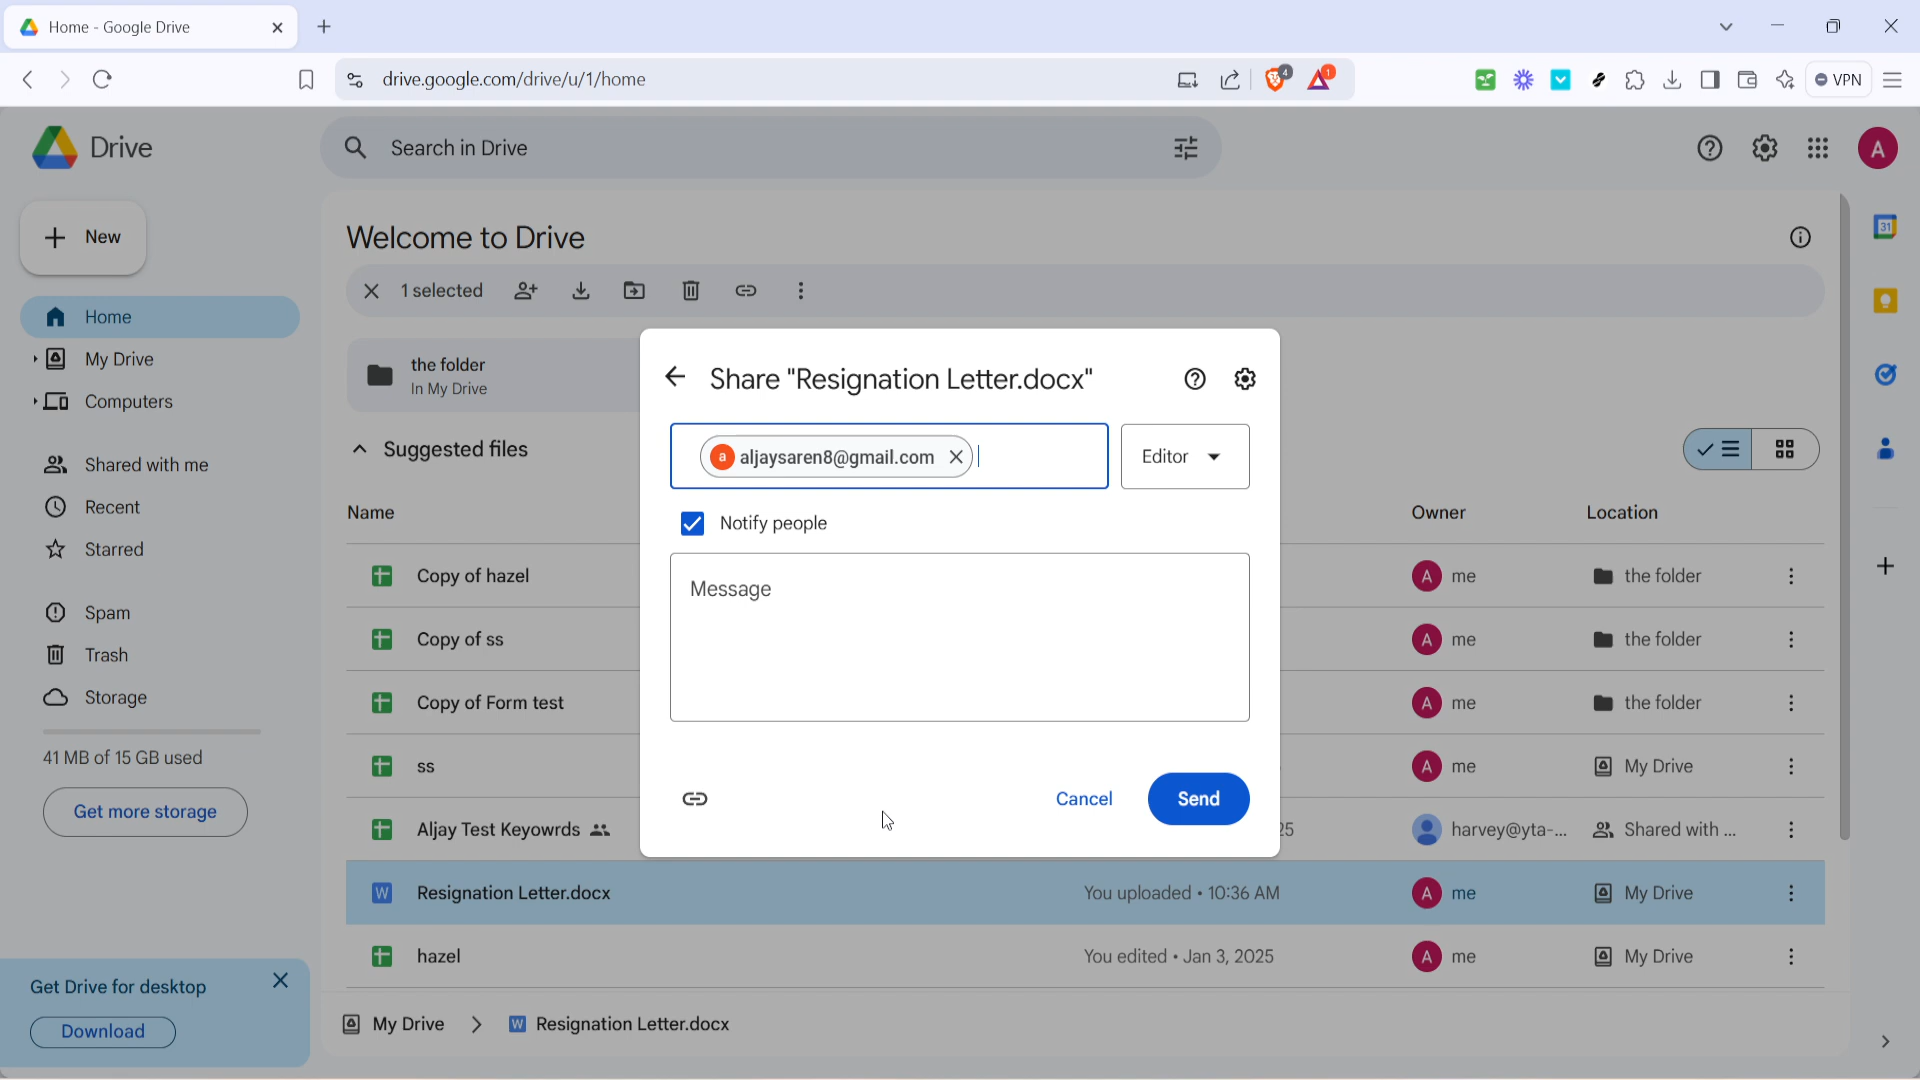 Home - Google Drive
drive.google.com/drive/u/1/home
4
1
VPN
Drive
Search in Drive
A
New
Welcome to Drive
31
1 selected
Home
My Drive
Computers
Shared with me
Recent
Starred
Spam
Trash
Storage
41 MB of 15 GB used
Get more storage
Get Drive for desktop
Download
the folder
In My Drive
Suggested files
Name
Owner
Location
Copy of hazel
A me
the folder
Copy of ss
A me
the folder
Copy of Form test
A me
the folder
ss
A me
My Drive
Aljay Test Keyowrds
25
harvey@yta-...
Shared with ...
W Resignation Letter.docx
You uploaded • 10:36 AM
A me
My Drive
hazel
You edited • Jan 3, 2025
A me
My Drive
My Drive
W Resignation Letter.docx
Share "Resignation Letter.docx"
a aljaysaren8@gmail.com
Editor
Notify people
Message
Cancel
Send